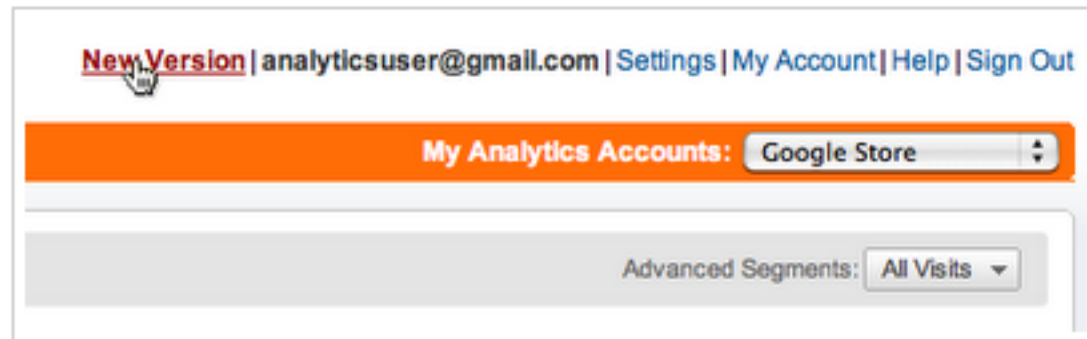 New Version | analyticsuser@gmail.com | Settings | My Account | Help | Sign Out
My Analytics Accounts: Google Store
Advanced Segments: All Visits